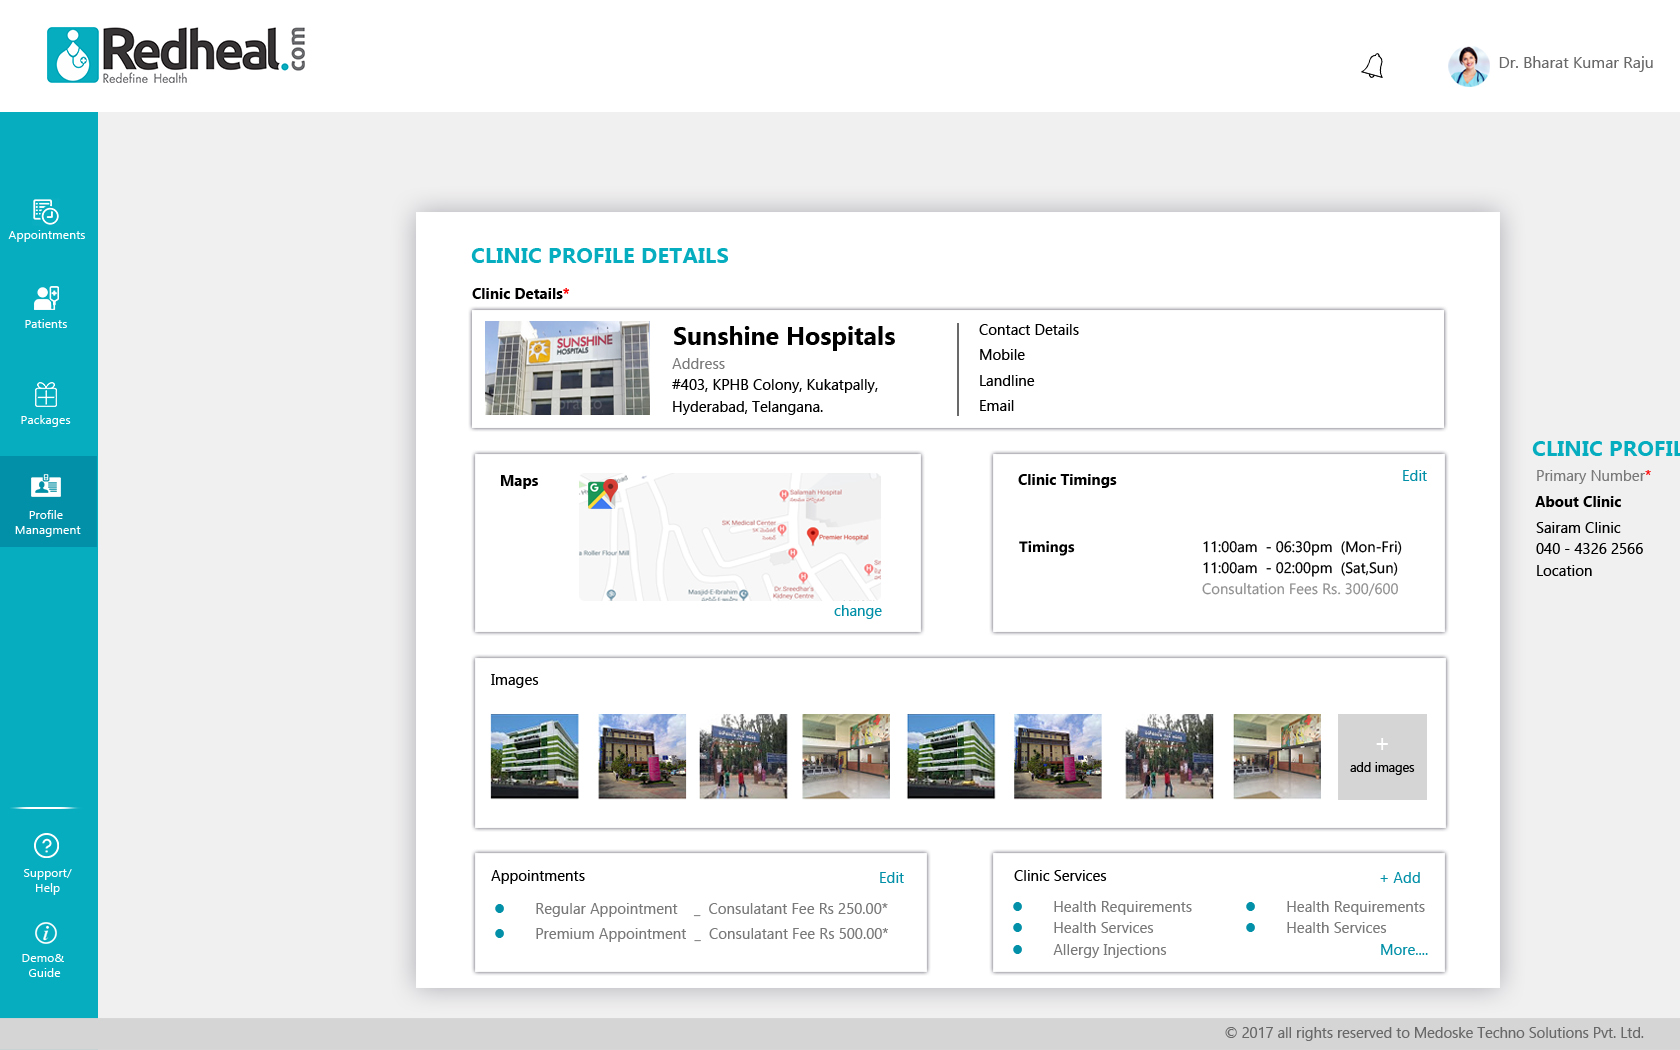 Redheal.com
Redefine Health
Dr. Bharat Kumar Raju
Appointments
Patients
Packages
Profile
Managment
Support/
Help
Demo&
Guide
CLINIC PROFILE DETAILS
Clinic Details*
SUNSHINE
HOSPITALS
Sunshine Hospitals
Address
#403, KPHB Colony, Kukatpally,
Hyderabad, Telangana.
Contact Details
Mobile
Landline
Email
Maps
G
Salamah Hospital
SK Medical Center
Premier Hospital
a Roller Flour Mill
Masjid-E-Ibrahim
Dr. Sreedhar's
Kidney Centre
change
Clinic Timings
Edit
Timings
11:00am - 06:30pm (Mon-Fri)
11:00am - 02:00pm (Sat,Sun)
Consultation Fees Rs. 300/600
CLINIC PROFIL
Primary Number*
About Clinic
Sairam Clinic
040 - 4326 2566
Location
Images
+
add images
Appointments
Edit
Regular Appointment _ Consulatant Fee Rs 250.00*
Premium Appointment _ Consulatant Fee Rs 500.00*
Clinic Services
+ Add
Health Requirements
Health Services
Allergy Injections
Health Requirements
Health Services
More....
© 2017 all rights reserved to Medoske Techno Solutions Pvt. Ltd.